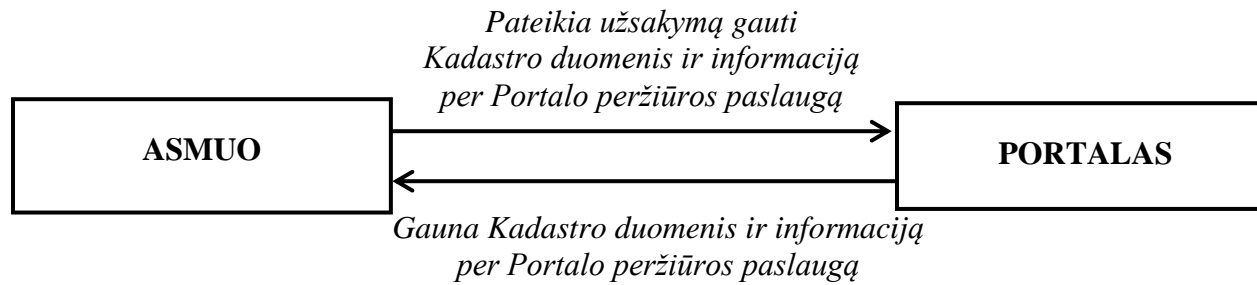 Pateikia užsakymą gauti
Kadastro duomenis ir informaciją
per Portalo peržiūros paslaugą
ASMUO
PORTALAS
Gauna Kadastro duomenis ir informaciją
per Portalo peržiūros paslaugą